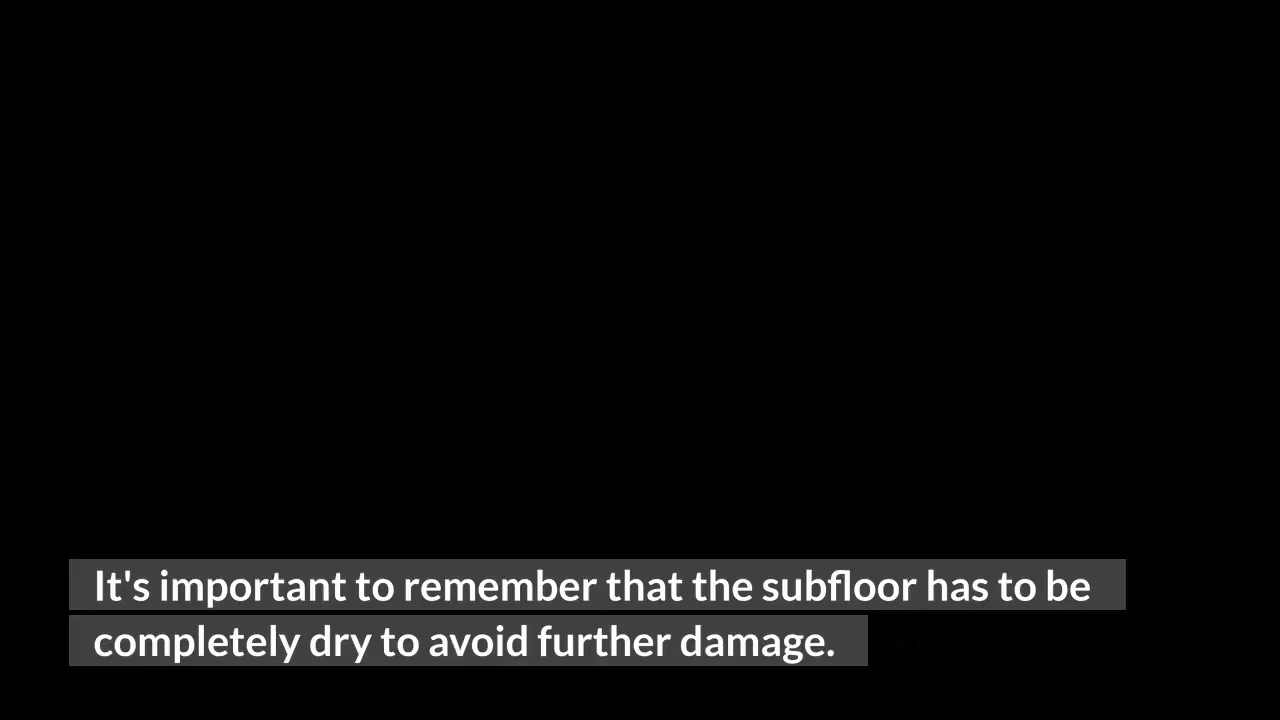 It's important to remember that the subfloor has to be
completely dry to avoid further damage.